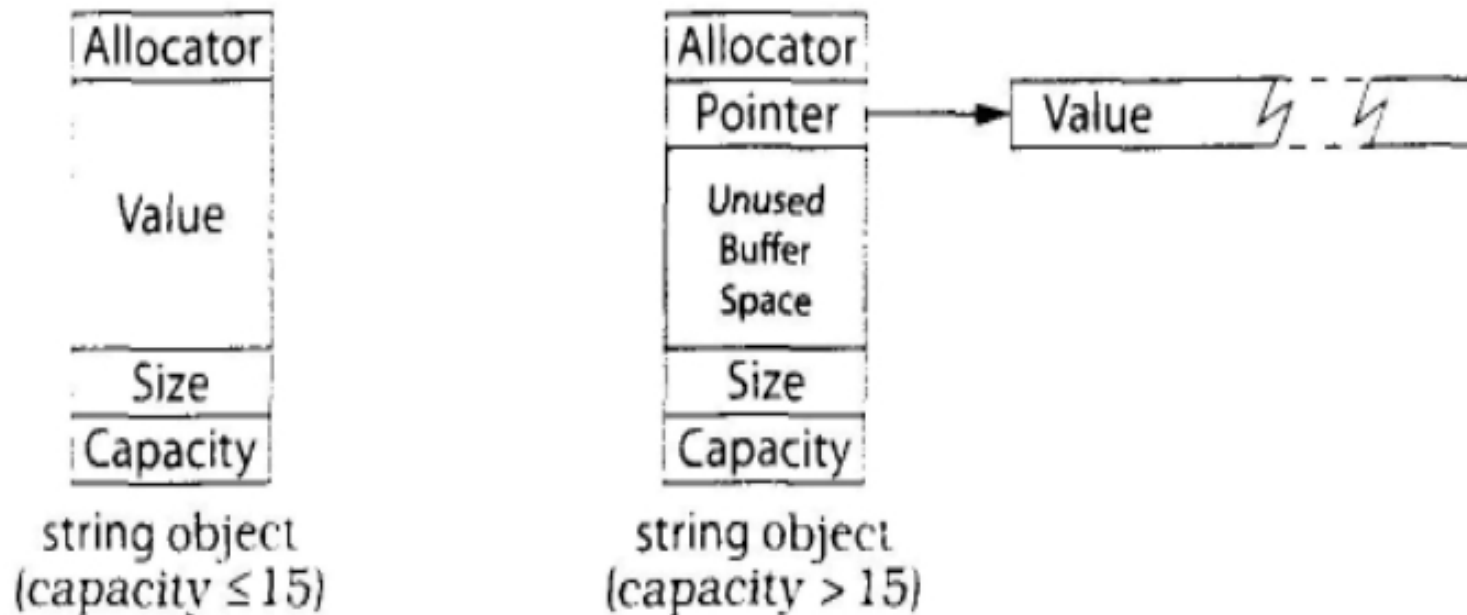 Allocator
Value
Size
Capacity
string object
(capacity ≤ 15)
Allocator
Pointer
Value
Unused
Buffer
Space
Size
Capacity
string object
(capacity > 15)